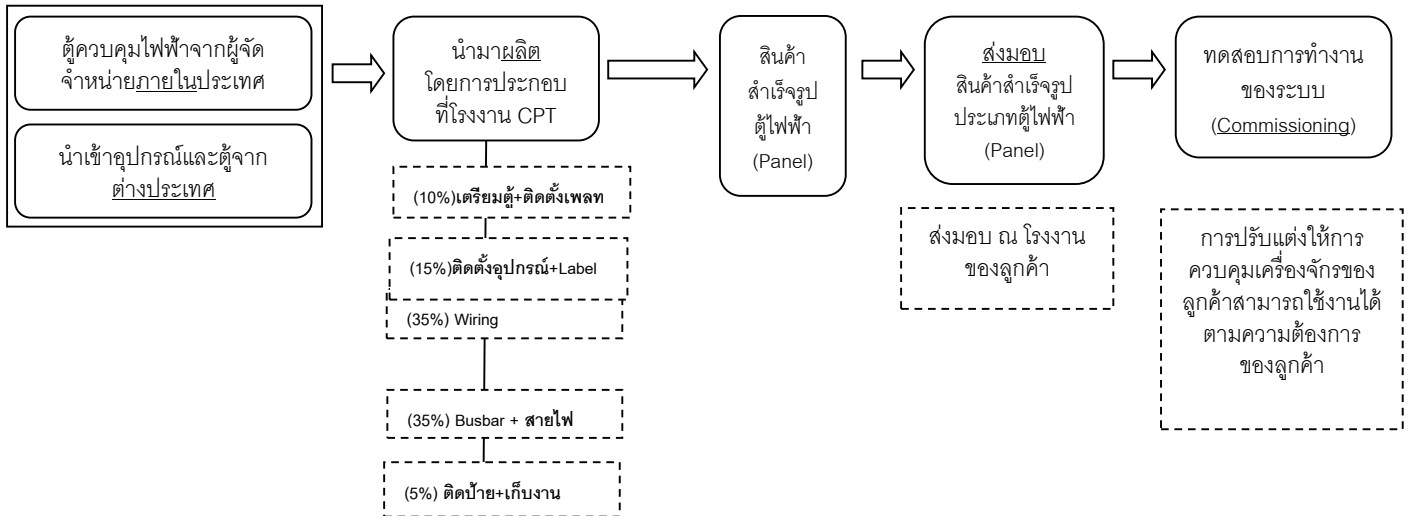 ตู้ควบคุมไฟฟ้าจากผู้จัด
จำหน่ายภายในประเทศ
นำเข้าอุปกรณ์และตู้จาก
ต่างประเทศ
นำมาผลิต
โดยการประกอบ
ที่โรงงาน CPT
(10%)เตรียมตู้+ติดตั้งเพลท
(15%)ติดตั้งอุปกรณ์+Label
(35%) Wiring
(35%) Busbar + สายไฟ
(5%) ติดป้าย+เก็บงาน
สินค้า
สำเร็จรูป
ตู้ไฟฟ้า
(Panel)
ส่งมอบ
สินค้าสำเร็จรูป
ประเภทตู้ไฟฟ้า
(Panel)
ส่งมอบ ณ โรงงาน
ของลูกค้า
ทดสอบการทำงาน
ของระบบ
(Commissioning)
การปรับแต่งให้การ
ควบคุมเครื่องจักรของ
ลูกค้าสามารถใช้งานได้
ตามความต้องการ
ของลูกค้า